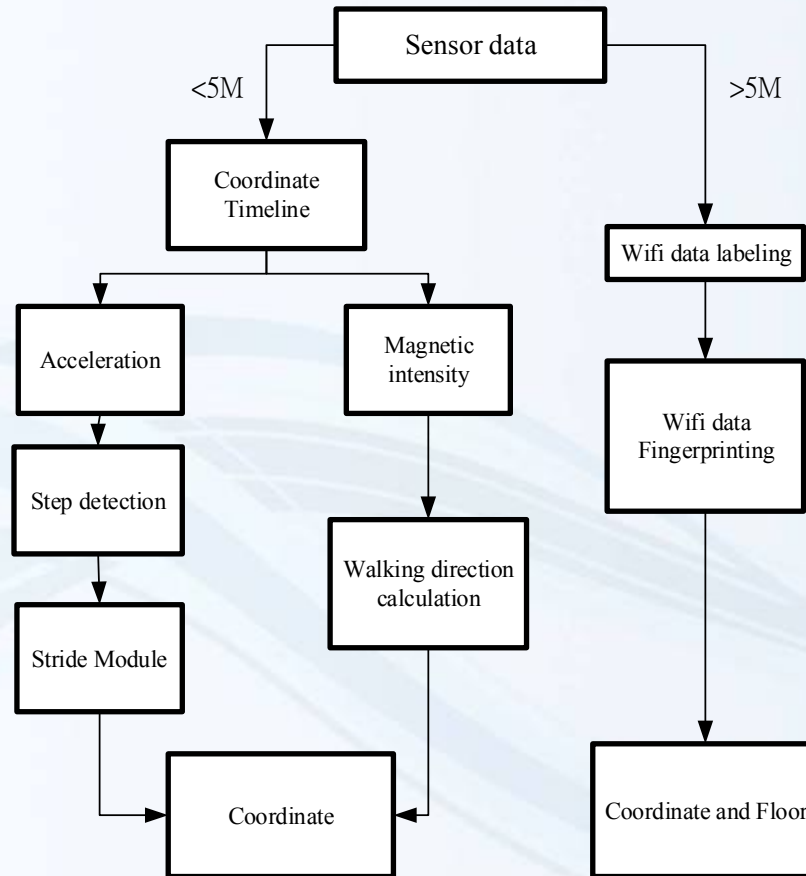 Sensor data
<5M
>5M
Coordinate
Timeline
Wifi data labeling
Acceleration
Magnetic
intensity
Wifi data
Fingerprinting
Step detection
Walking direction
calculation
Stride Module
Coordinate
Coordinate and Floor